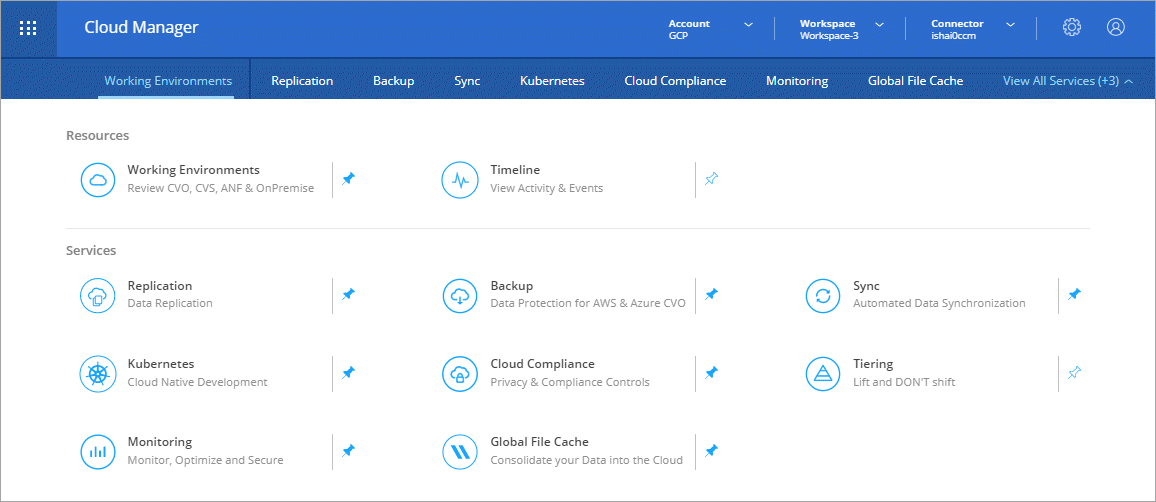 Cloud Manager
Account
GCP
Workspace
Workspace-3
Connector
ishai0ccm
Working Environments
Replication
Backup
Sync
Kubernetes
Cloud Compliance
Monitoring
Global File Cache
View All Services (+3)
Resources
Working Environments
Review CVO, CVS, ANF & OnPremise
Timeline
View Activity & Events
Services
Replication
Data Replication
Backup
Data Protection for AWS & Azure CVO
Sync
Automated Data Synchronization
Kubernetes
Cloud Native Development
Cloud Compliance
Privacy & Compliance Controls
Tiering
Lift and DON'T shift
Monitoring
Monitor, Optimize and Secure
Global File Cache
Consolidate your Data into the Cloud